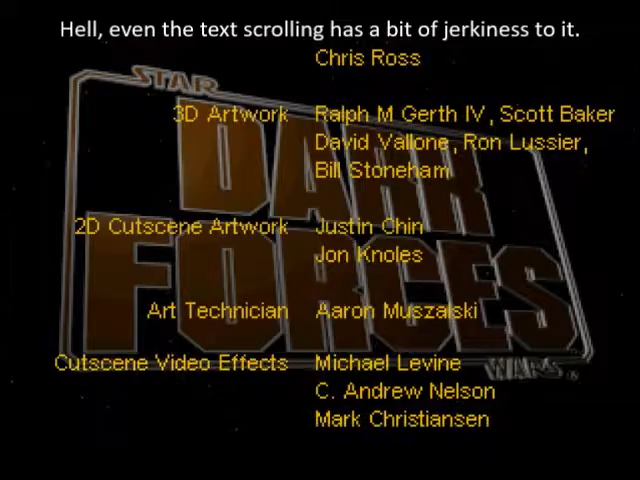 Hell, even the text scrolling has a bit of jerkiness to it.
Chris Ross
STAR
3D Artwork Ralph M Gerth IV, Scott Baker
David Vallone, Ron Lussier,
Bill Stoneham
DARK
2D Cutscene Artwork Justin Chin
Jon Knoles
FORCES
Art Technician Aaron Muszalski
Cutscene Video Effects Michael Levine
WARS
C. Andrew Nelson
Mark Christiansen